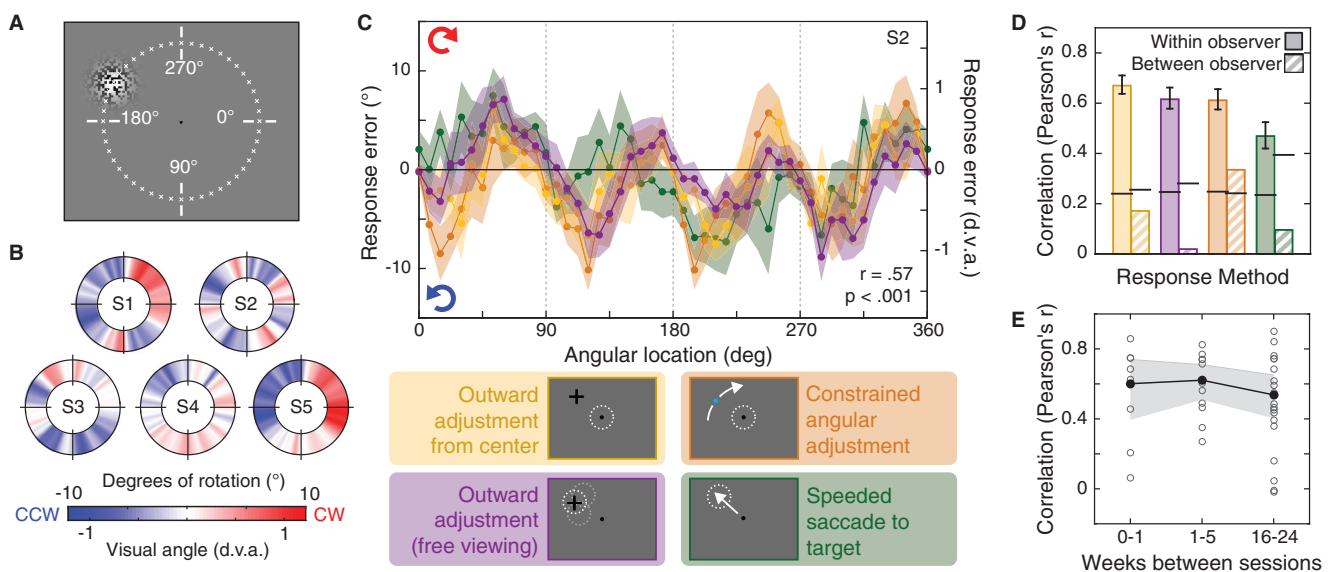 A
270°
180°
0°
90°
B
S1
S2
S3
S4
S5
Degrees of rotation (°)
-10
10
CCW
CW
-1
1
Visual angle (d.v.a.)
C
S2
Response error (°)
10
0
-10
Response error (d.v.a.)
1
0
-1
r = .57
p < .001
0
90
180
270
360
Angular location (deg)
Outward
adjustment
from center
Constrained
angular
adjustment
Outward
adjustment
(free viewing)
Speeded
saccade to
target
D
Within observer
Between observer
Correlation (Pearson's r)
0.8
0.6
0.4
0.2
0
Response Method
E
Correlation (Pearson's r)
0.8
0.4
0
0-1
1-5
16-24
Weeks between sessions